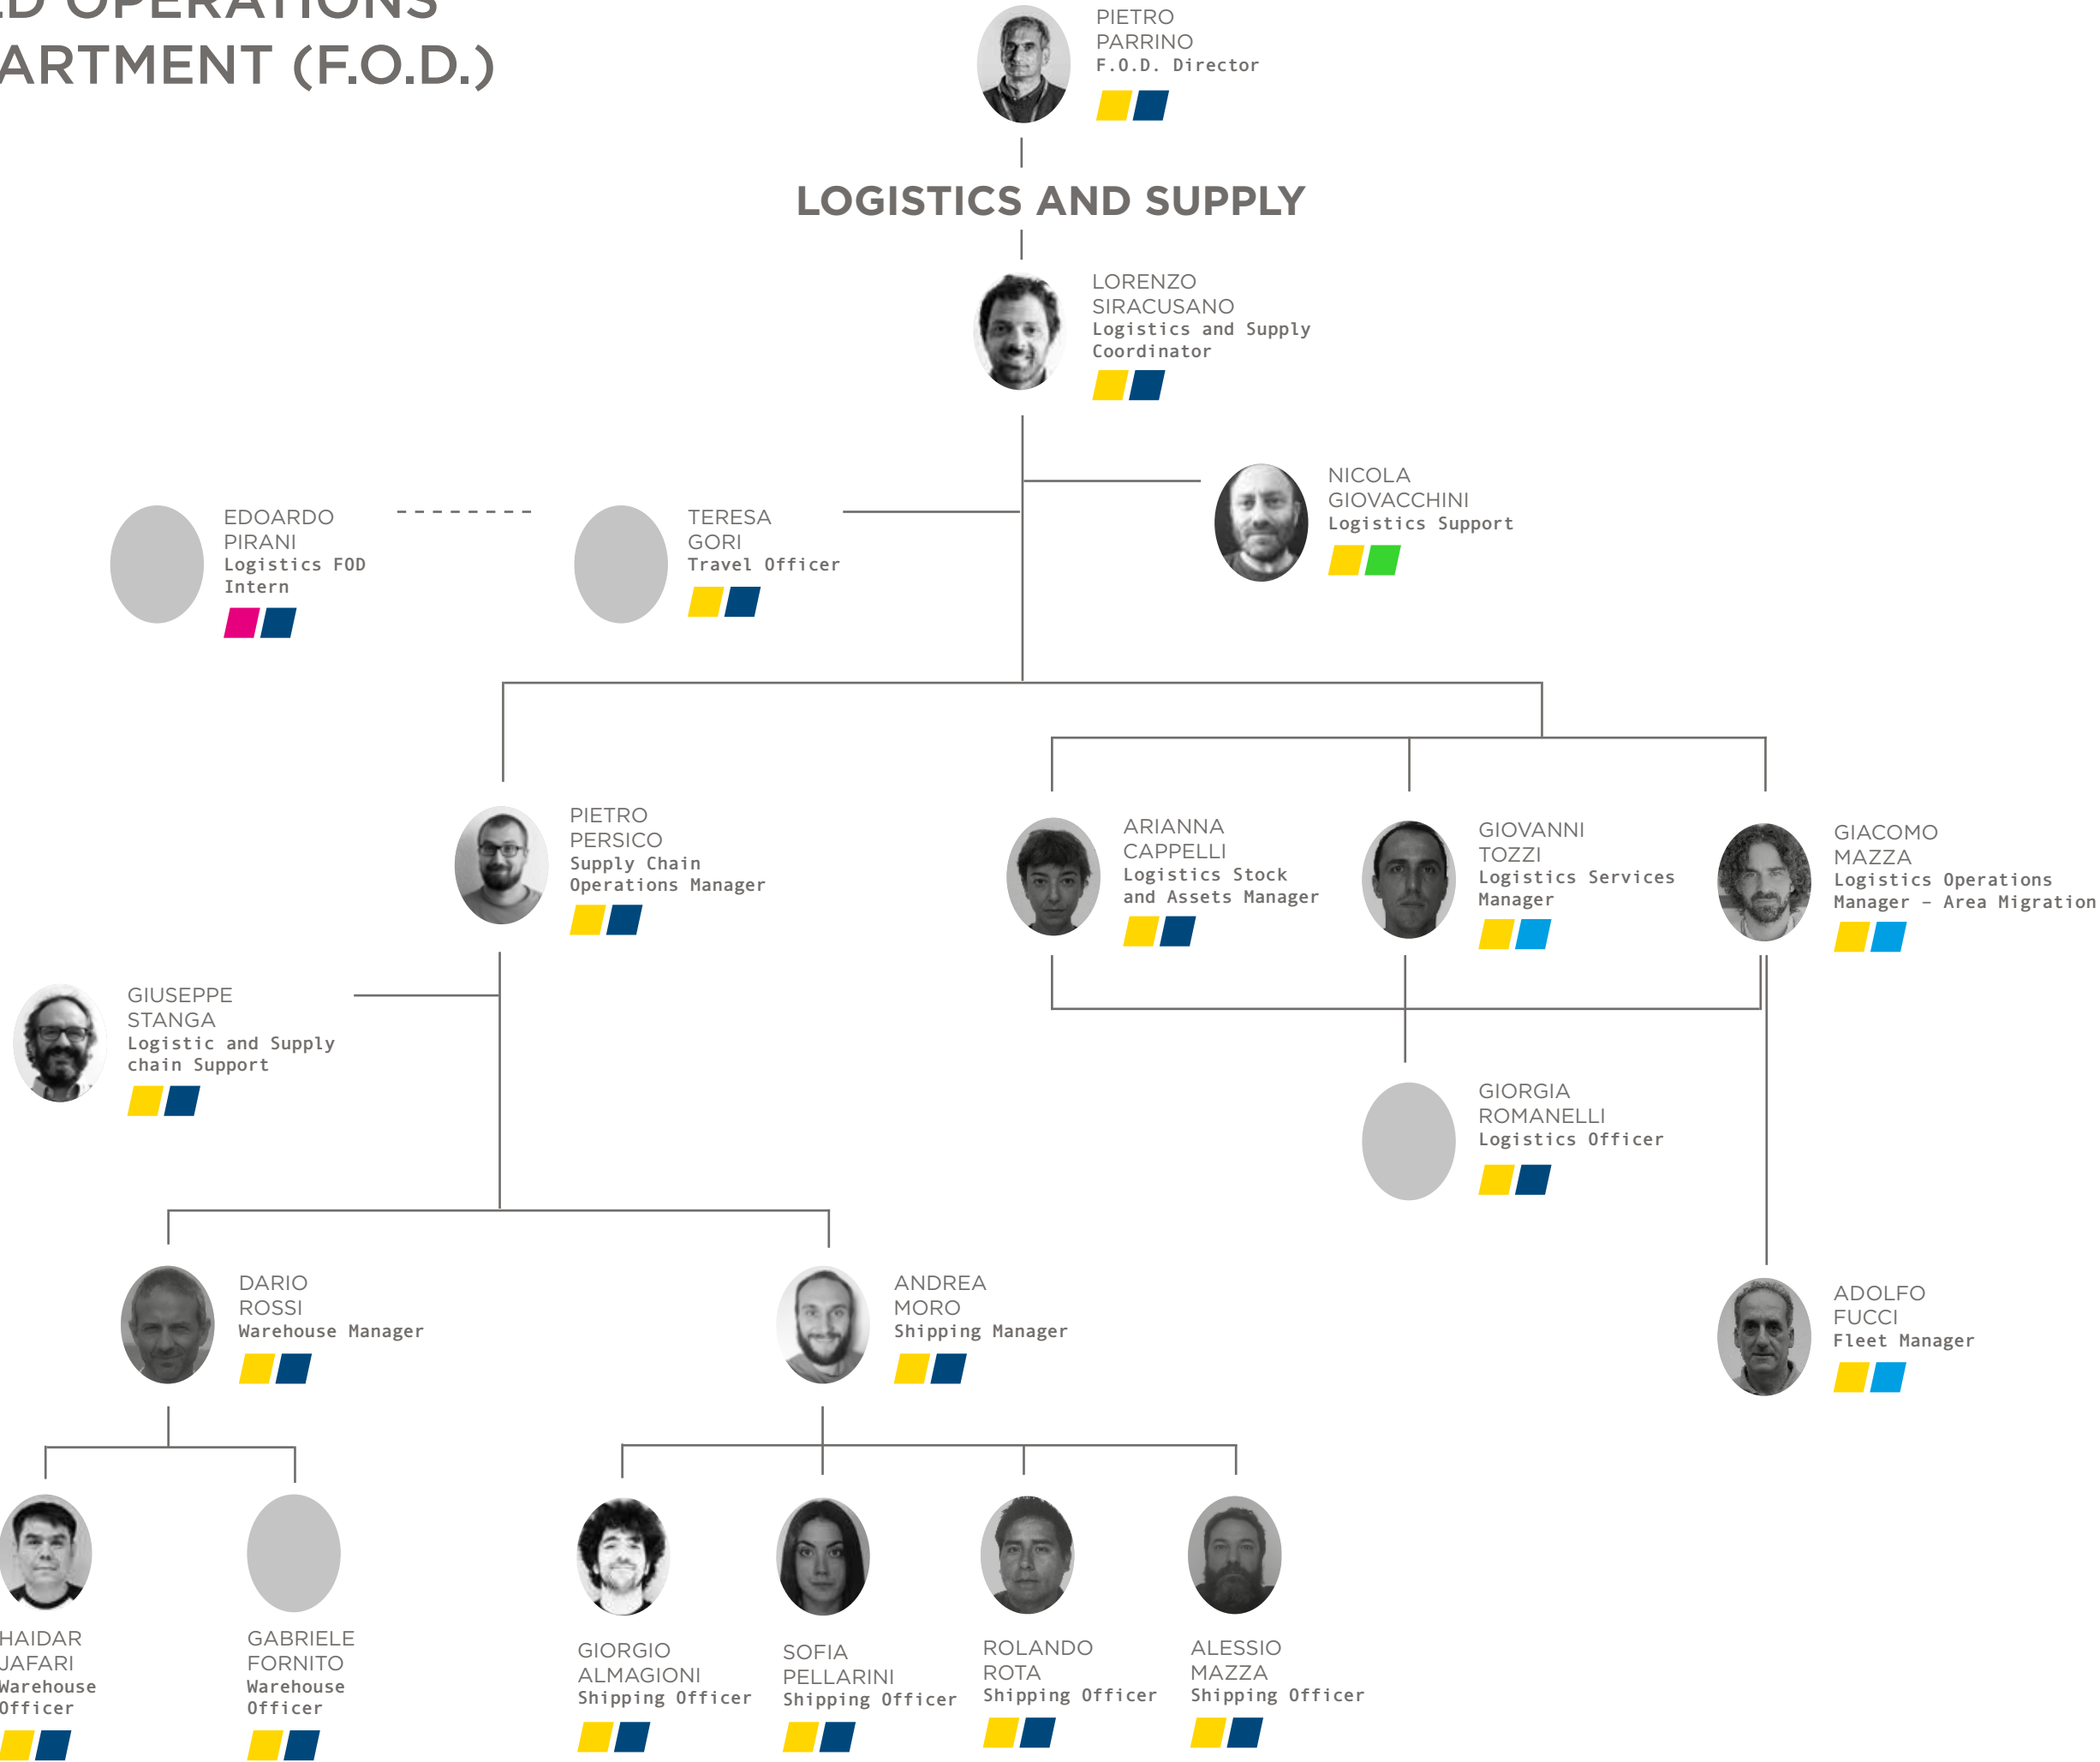 ED OPERATIONS
ARTMENT (F.O.D.)
PIETRO
PARRINO
F.O.D. Director
LOGISTICS AND SUPPLY
LORENZO
SIRACUSANO
Logistics and Supply
Coordinator
NICOLA
GIOVACCHINI
Logistics Support
EDOARDO
PIRANI
Logistics FOD
Intern
TERESA
GORI
Travel Officer
PIETRO
PERSICO
Supply Chain
Operations Manager
ARIANNA
CAPPELLI
Logistics Stock
and Assets Manager
GIOVANNI
TOZZI
Logistics Services
Manager
GIACOMO
MAZZA
Logistics Operations
Manager – Area Migration
GIUSEPPE
STANGA
Logistic and Supply
chain Support
GIORGIA
ROMANELLI
Logistics Officer
DARIO
ROSSI
Warehouse Manager
ANDREA
MORO
Shipping Manager
ADOLFO
FUCCI
Fleet Manager
HAIDAR
JAFARI
Warehouse
Officer
GABRIELE
FORNITO
Warehouse
Officer
GIORGIO
ALMAGIONI
Shipping Officer
SOFIA
PELLARINI
Shipping Officer
ROLANDO
ROTA
Shipping Officer
ALESSIO
MAZZA
Shipping Officer